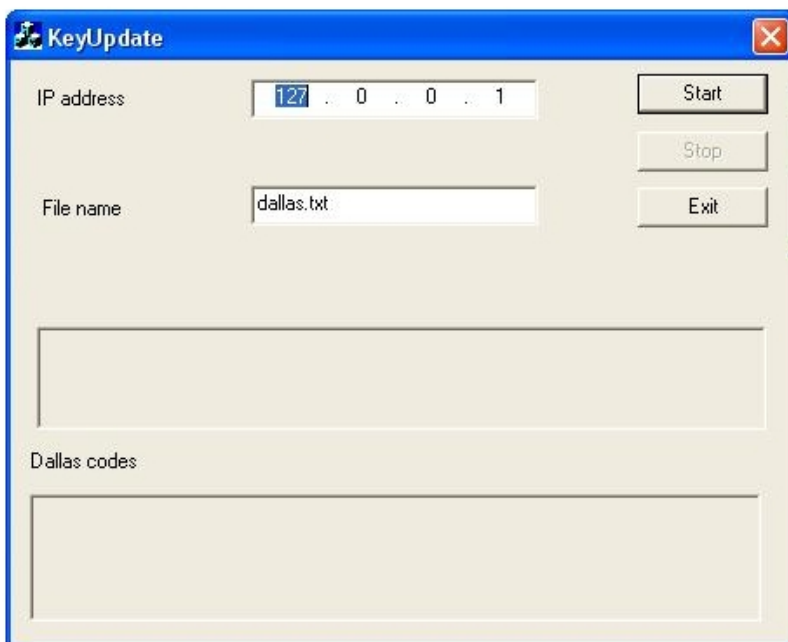 KeyUpdate
IP address 127 . 0 . 0 . 1 Start
Stop
File name dallas.txt Exit
Dallas codes